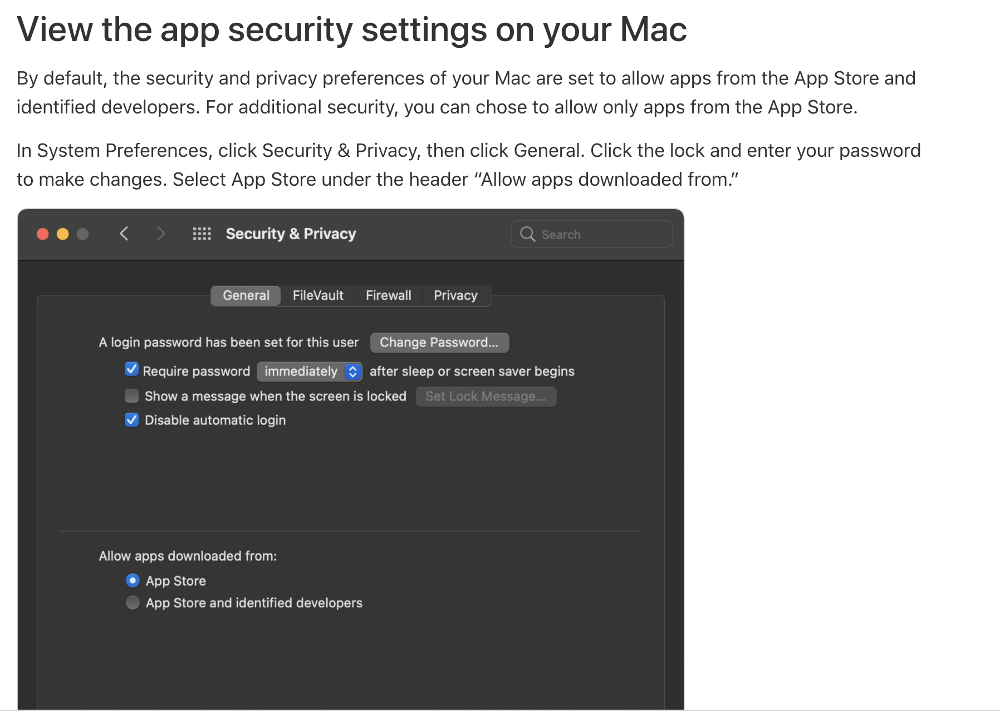 View the app security settings on your Mac
By default, the security and privacy preferences of your Mac are set to allow apps from the App Store and
identified developers. For additional security, you can chose to allow only apps from the App Store.
In System Preferences, click Security & Privacy, then click General. Click the lock and enter your password
to make changes. Select App Store under the header “Allow apps downloaded from.”
Security & Privacy
Search
General FileVault Firewall Privacy
A login password has been set for this user Change Password...
Require password immediately after sleep or screen saver begins
Show a message when the screen is locked Set Lock Message...
Disable automatic login
Allow apps downloaded from:
App Store
App Store and identified developers